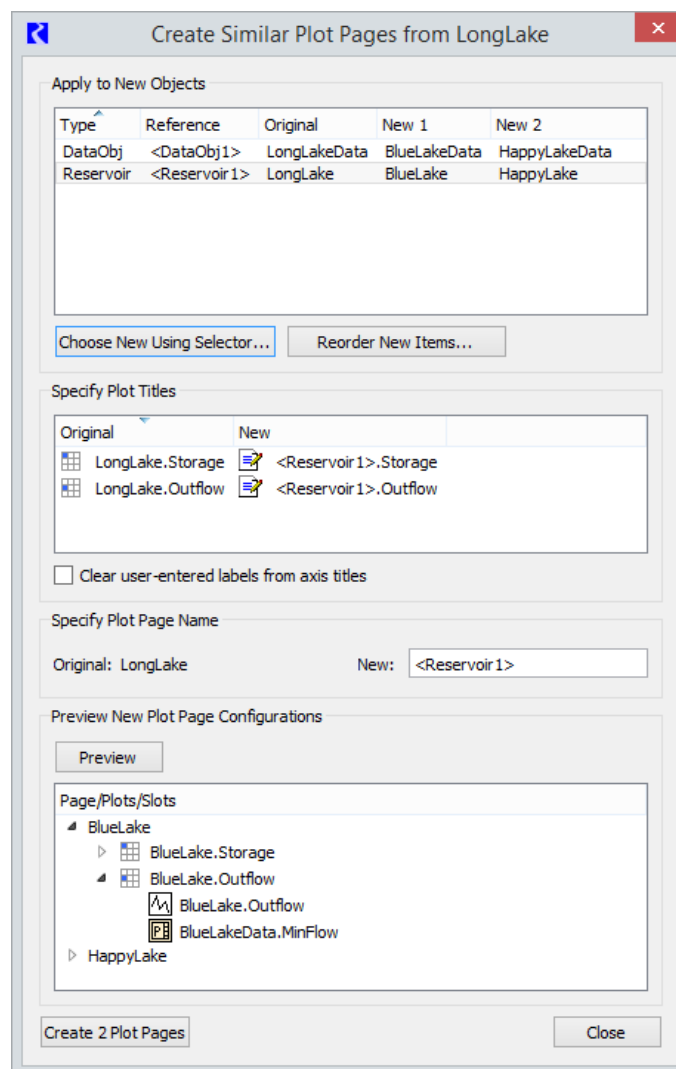 Create Similar Plot Pages from LongLake
Apply to New Objects
Type Reference Original New 1 New 2
DataObj <DataObj1> LongLakeData BlueLakeData HappyLakeData
Reservoir <Reservoir1> LongLake BlueLake HappyLake
Choose New Using Selector... Reorder New Items...
Specify Plot Titles
Original New
LongLake.Storage <Reservoir1>.Storage
LongLake.Outflow <Reservoir1>.Outflow
Clear user-entered labels from axis titles
Specify Plot Page Name
Original: LongLake New: <Reservoir1>
Preview New Plot Page Configurations
Preview
Page/Plots/Slots
BlueLake
BlueLake.Storage
BlueLake.Outflow
BlueLake.Outflow
BlueLakeData.MinFlow
HappyLake
Create 2 Plot Pages Close